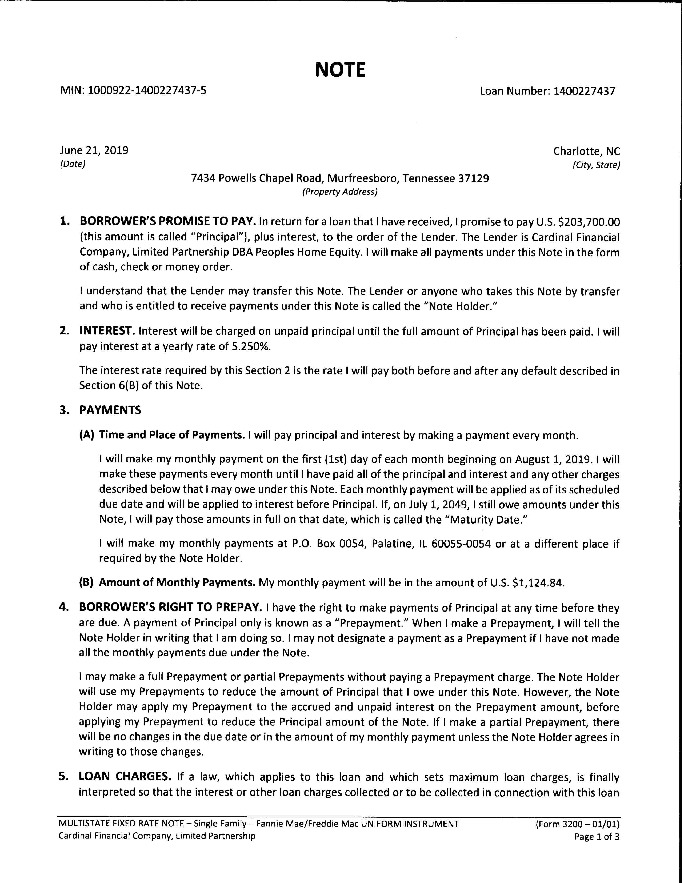 NOTE
MIN: 1000922-1400227437-5 Loan Number: 1400227437
June 21, 2019 Charlotte, NC
(Date) (City, State)
7434 Powells Chapel Road, Murfreesboro, Tennessee 37129
(Property Address)
1. BORROWER'S PROMISE TO PAY. In return for a loan that I have received, I promise to pay U.S. $203,700.00
(this amount is called "Principal"), plus interest, to the order of the Lender. The Lender is Cardinal Financial
Company, Limited Partnership DBA Peoples Home Equity. I will make all payments under this Note in the form
of cash, check or money order.
I understand that the Lender may transfer this Note. The Lender or anyone who takes this Note by transfer
and who is entitled to receive payments under this Note is called the "Note Holder."
2. INTEREST. Interest will be charged on unpaid principal until the full amount of Principal has been paid. I will
pay interest at a yearly rate of 5.250%.
The interest rate required by this Section 2 is the rate I will pay both before and after any default described in
Section 6(B) of this Note.
3. PAYMENTS
(A) Time and Place of Payments. I will pay principal and interest by making a payment every month.
I will make my monthly payment on the first (1st) day of each month beginning on August 1, 2019. I will
make these payments every month until I have paid all of the principal and interest and any other charges
described below that I may owe under this Note. Each monthly payment will be applied as of its scheduled
due date and will be applied to interest before Principal. If, on July 1, 2049, I still owe amounts under this
Note, I will pay those amounts in full on that date, which is called the "Maturity Date."
I will make my monthly payments at P.O. Box 0054, Palatine, IL 60055-0054 or at a different place if
required by the Note Holder.
(B) Amount of Monthly Payments. My monthly payment will be in the amount of U.S. $1,124.84.
4. BORROWER'S RIGHT TO PREPAY. I have the right to make payments of Principal at any time before they
are due. A payment of Principal only is known as a "Prepayment." When I make a Prepayment, I will tell the
Note Holder in writing that I am doing so. I may not designate a payment as a Prepayment if I have not made
all the monthly payments due under the Note.
I may make a full Prepayment or partial Prepayments without paying a Prepayment charge. The Note Holder
will use my Prepayments to reduce the amount of Principal that I owe under this Note. However, the Note
Holder may apply my Prepayment to the accrued and unpaid interest on the Prepayment amount, before
applying my Prepayment to reduce the Principal amount of the Note. If I make a partial Prepayment, there
will be no changes in the due date or in the amount of my monthly payment unless the Note Holder agrees in
writing to those changes.
5. LOAN CHARGES. If a law, which applies to this loan and which sets maximum loan charges, is finally
interpreted so that the interest or other loan charges collected or to be collected in connection with this loan
MULTISTATE FIXED RATE NOTE – Single Family – Fannie Mae/Freddie Mac UNIFORM INSTRUMENT (Form 3200 – 01/01)
Cardinal Financial Company, Limited Partnership Page 1 of 3